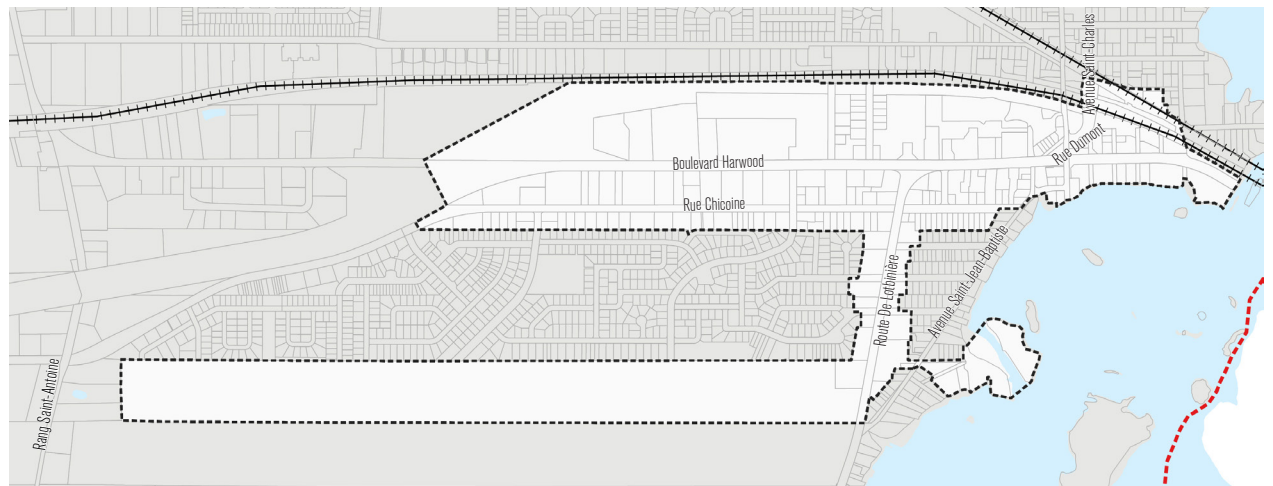 Avenue Saint-Charles
Rue Dumont
Boulevard Harwood
Rue Chicoine
Avenue Saint-Jean-Baptiste
Route De Lotbinière
Rang Saint-Antoine